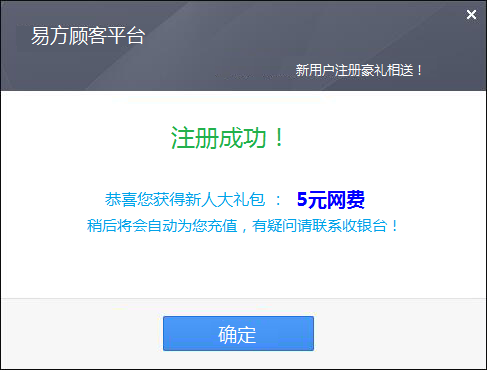 易方顾客平台
新用户注册豪礼相送！
注册成功！
恭喜您获得新人大礼包 ： 5元网费
稍后将会自动为您充值，有疑问请联系收银台！
确定